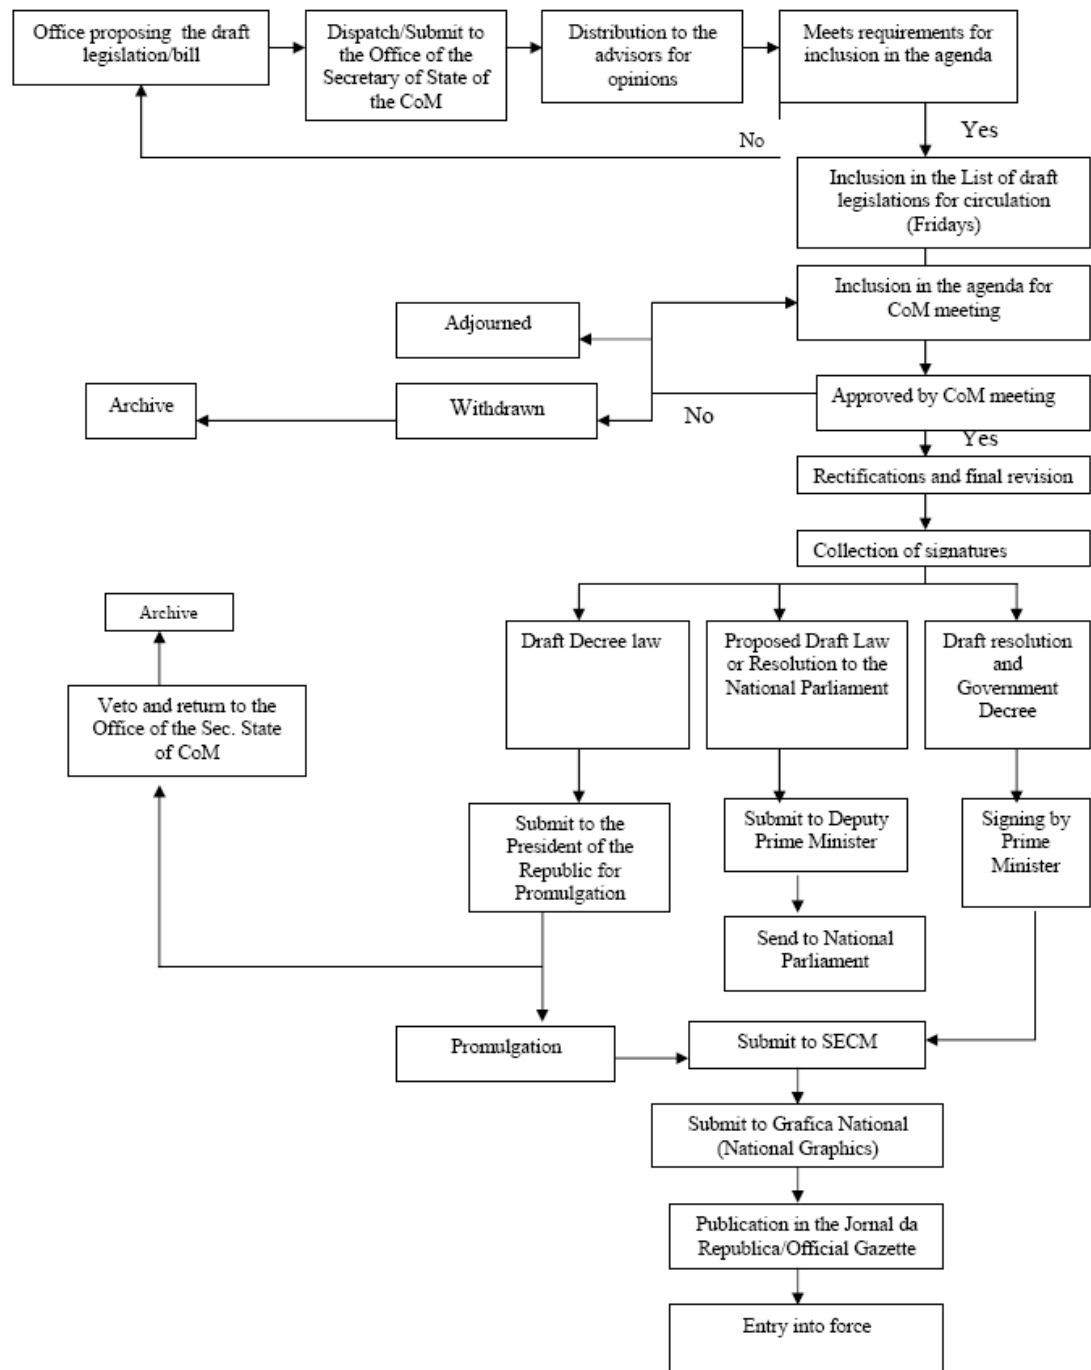 Office proposing the draft
legislation/bill
Dispatch/Submit to
the Office of the
Secretary of State of
the CoM
Distribution to the
advisors for
opinions
Meets requirements for
inclusion in the agenda
No
Yes
Inclusion in the List of draft
legislations for circulation
(Fridays)
Inclusion in the agenda for
CoM meeting
Adjourned
Archive
Withdrawn
No
Approved by CoM meeting
Yes
Rectifications and final revision
Collection of signatures
Archive
Draft Decree law
Proposed Draft Law
or Resolution to the
National Parliament
Draft resolution
and
Government
Decree
Veto and return to the
Office of the Sec. State
of CoM
Submit to the
President of the
Republic for
Promulgation
Submit to Deputy
Prime Minister
Signing by
Prime
Minister
Send to National
Parliament
Promulgation
Submit to SECM
Submit to Grafica National
(National Graphics)
Publication in the Jornal da
Republica/Official Gazette
Entry into force